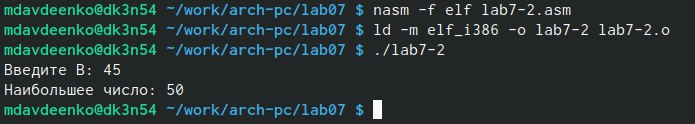 mdavdeenko@dk3n54 ~/work/arch-pc/lab07 $ nasm -f elf lab7-2.asm
mdavdeenko@dk3n54 ~/work/arch-pc/lab07 $ ld -m elf_i386 -o lab7-2 lab7-2.o
mdavdeenko@dk3n54 ~/work/arch-pc/lab07 $ ./lab7-2
Введите B: 45
Наибольшее число: 50
mdavdeenko@dk3n54 ~/work/arch-pc/lab07 $